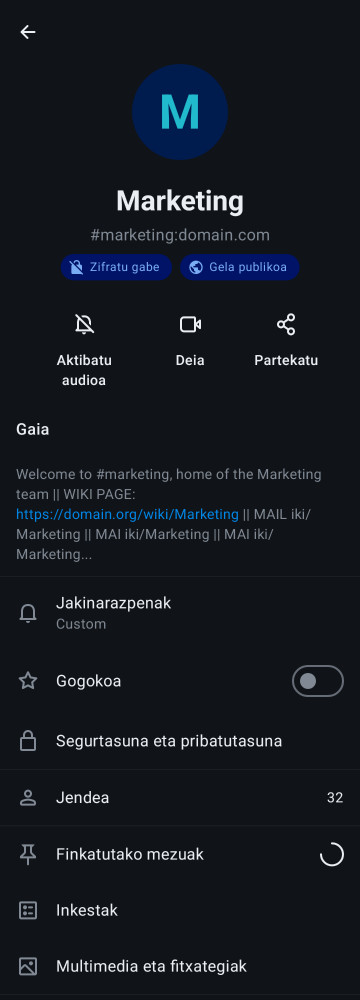 M
Marketing
#marketing:domain.com
Zifratu gabe
Gela publikoa
Aktibatu
audioa
Deia
Partekatu
Gaia
Welcome to #marketing, home of the Marketing
team || WIKI PAGE:
https://domain.org/wiki/Marketing || MAIL iki/
Marketing || MAI iki/Marketing || MAI iki/
Marketing...
Jakinarazpenak
Custom
Gogokoa
Segurtasuna eta pribatutasuna
Jendea 32
Finkatutako mezuak
Inkestak
Multimedia eta fitxategiak